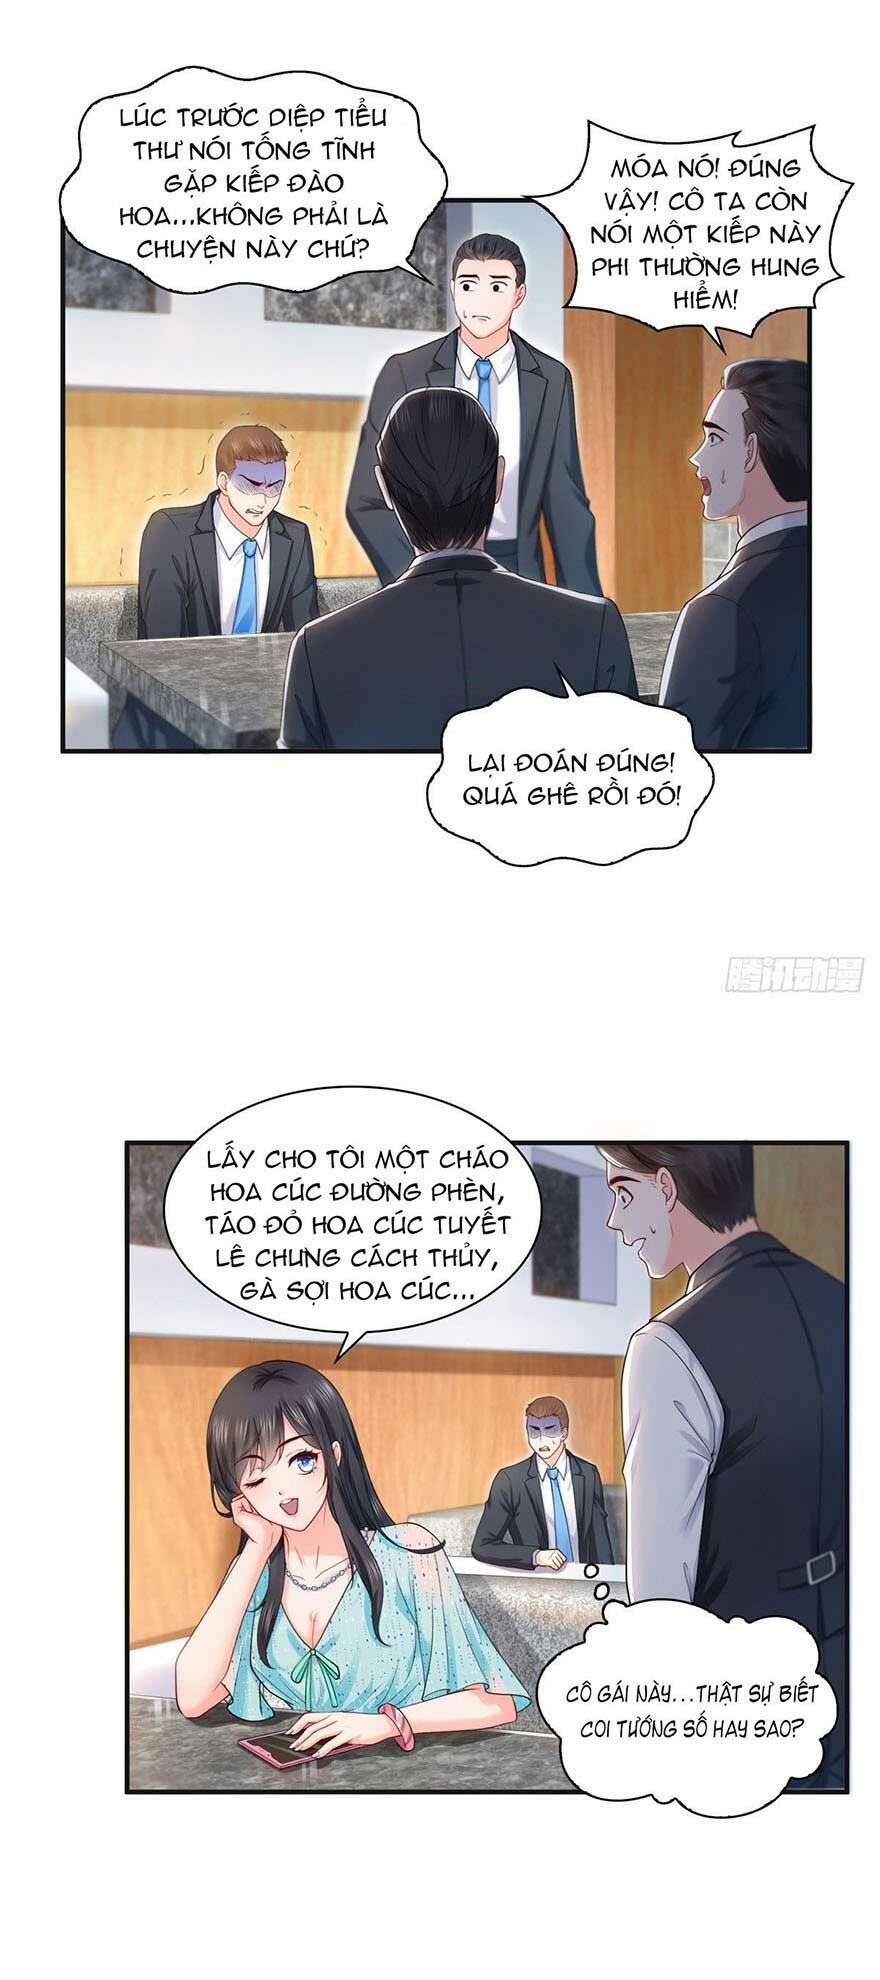 LÚC TRƯỚC DIỆP TIỂU
THƯ NÓI TỐNG TĨNH
GẶP KIẾP ĐÀO
HOA...KHÔNG PHẢI LÀ
CHUYỆN NÀY CHỨ?
MÓA NÓ! ĐÚNG
VẬY! CÔ TA CÒN
NÓI MỘT KIẾP NÀY
PHI THƯỜNG HUNG
HIỂM!
LẠI ĐOÁN ĐÚNG!
QUÁ GHÊ RỒI ĐÓ!
腾讯动漫
LẤY CHO TÔI MỘT CHÁO
HOA CÚC ĐƯỜNG PHÈN,
TÁO ĐỎ HOA CÚC TUYẾT
LÊ CHƯNG CÁCH THỦY,
GÀ SỢI HOA CÚC...
CÔ GÁI NÀY...THẬT SỰ BIẾT
COI TƯỚNG SỐ HAY SAO?